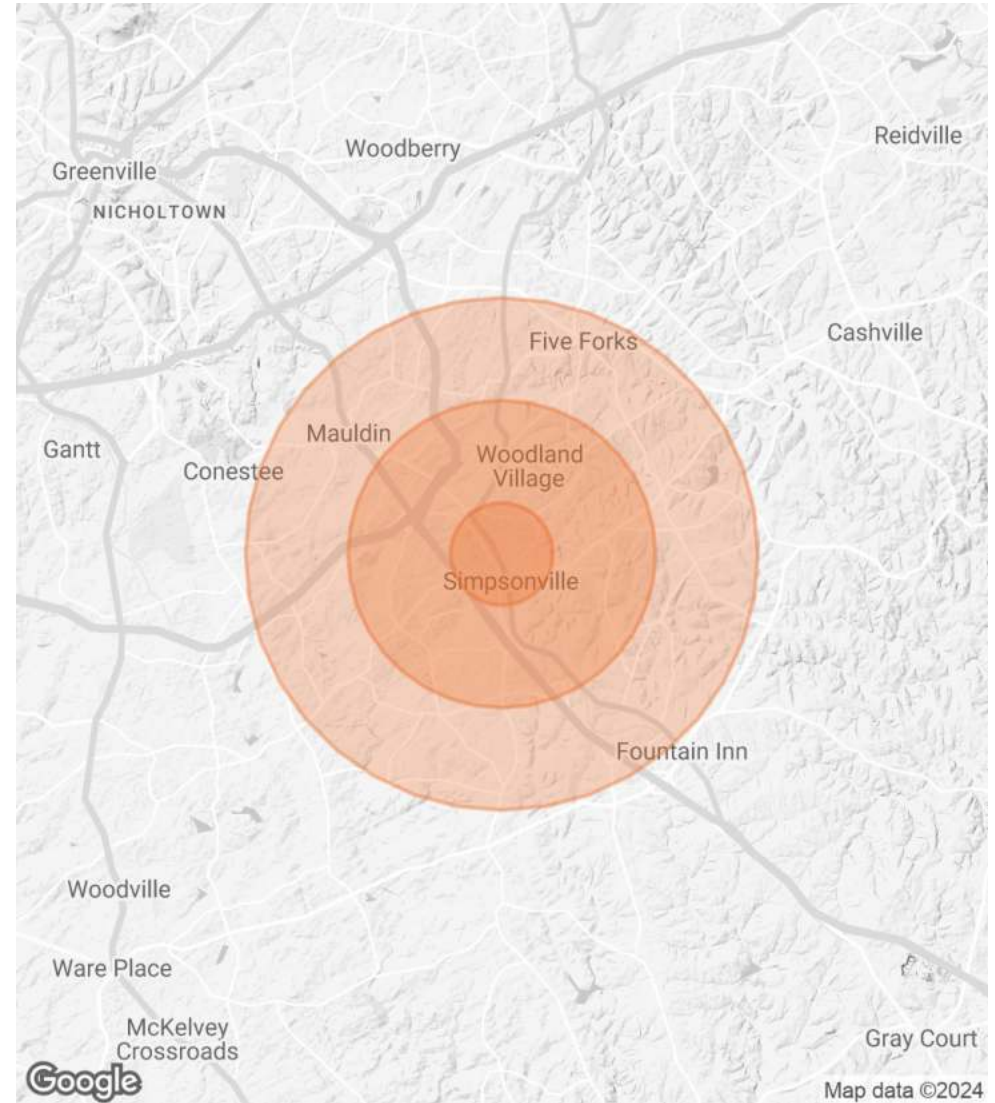 Woodberry
Reidville
Greenville
NICHOLTOWN
Five Forks
Cashville
Mauldin
Gantt
Conestee
Woodland
Village
Simpsonville
Fountain Inn
Woodville
Ware Place
McKelvey
Crossroads
Gray Court
Google
Map data ©2024